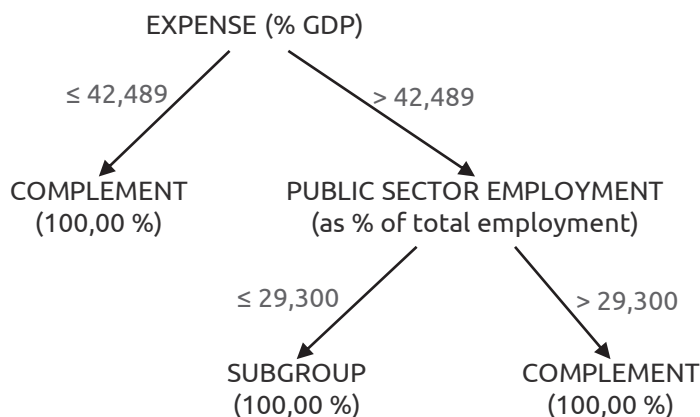 EXPENSE (% GDP)
≤ 42,489
> 42,489
COMPLEMENT
(100,00 %)
PUBLIC SECTOR EMPLOYMENT
(as % of total employment)
≤ 29,300
> 29,300
SUBGROUP
(100,00 %)
COMPLEMENT
(100,00 %)